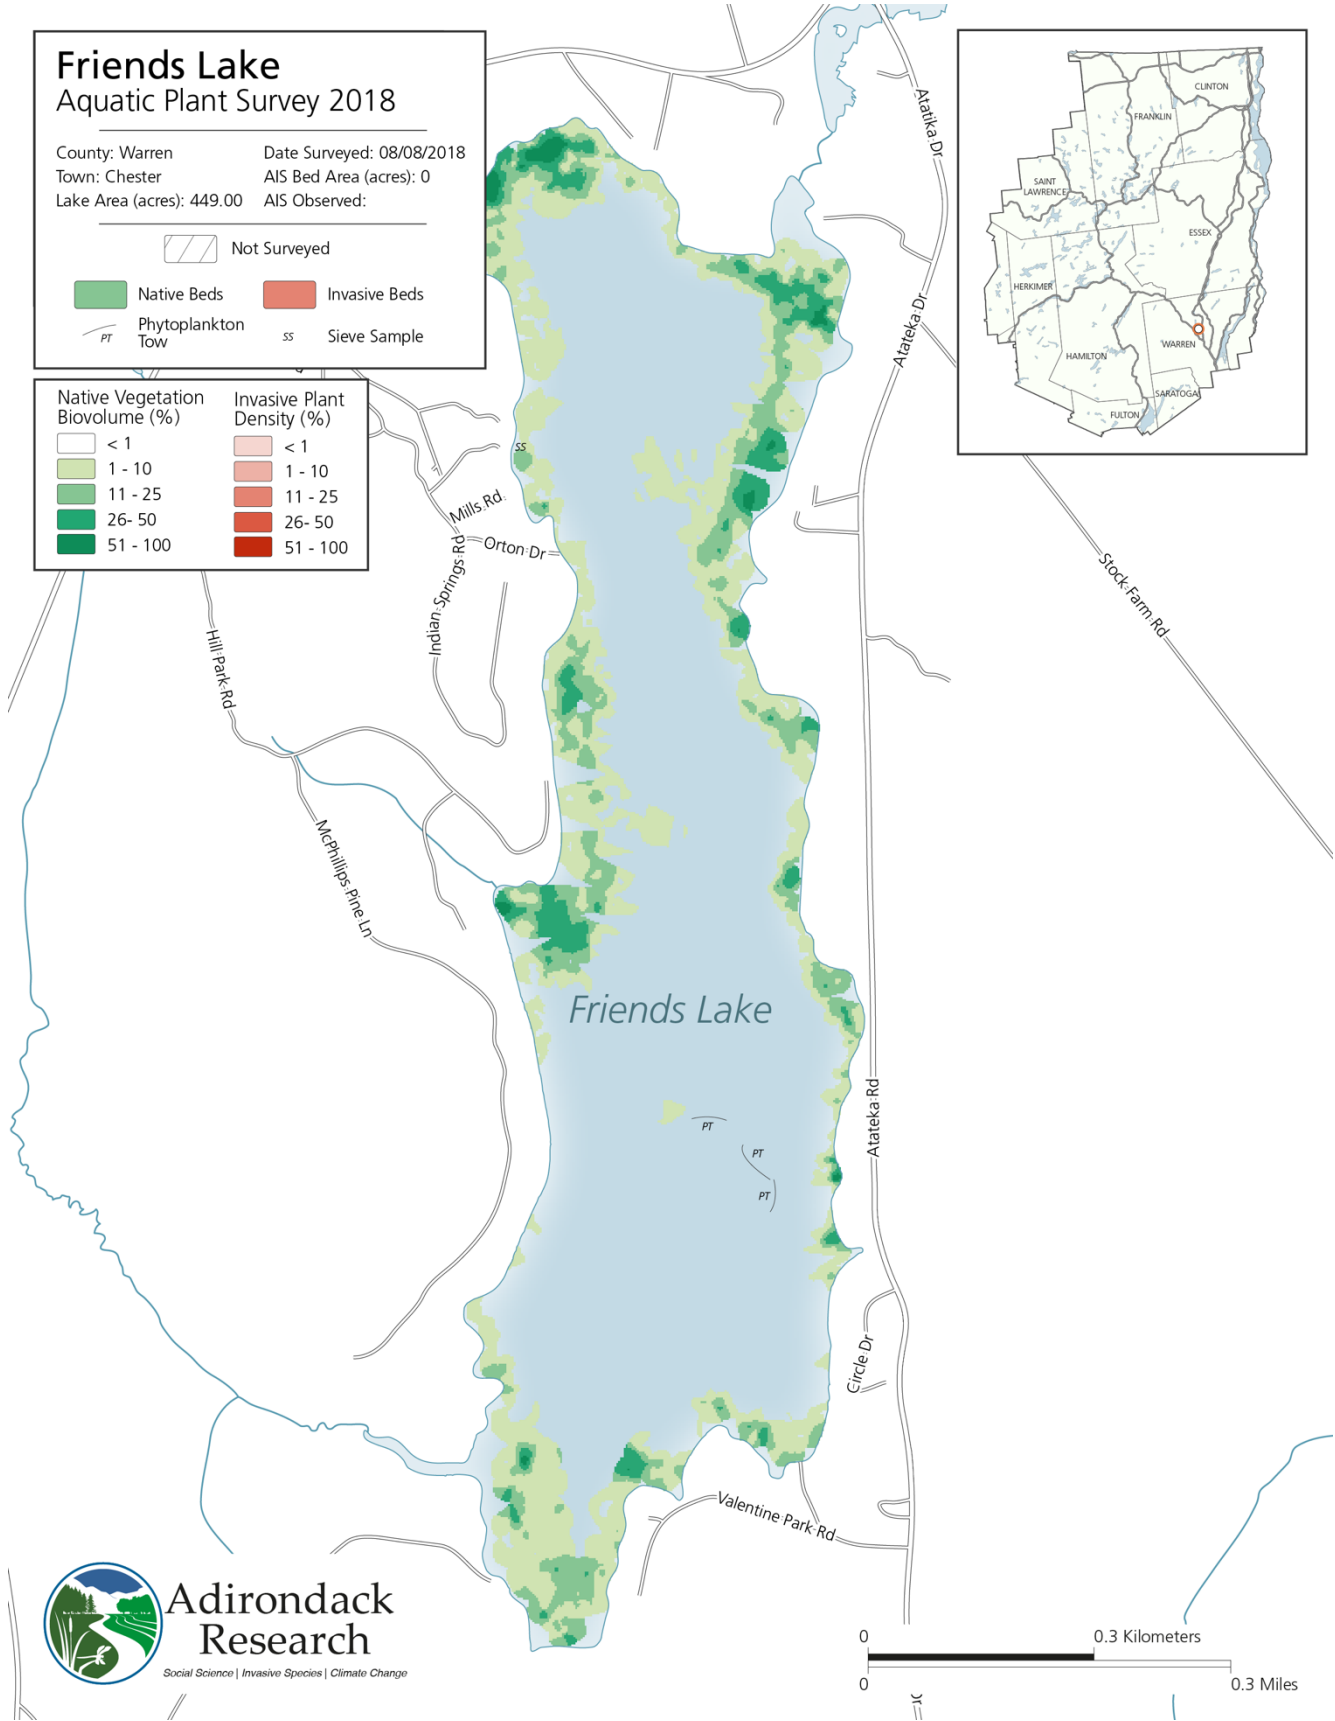 Friends Lake
Aquatic Plant Survey 2018
County: Warren
Date Surveyed: 08/08/2018
Town: Chester
AIS Bed Area (acres): 0
Lake Area (acres): 449.00
AIS Observed:
Not Surveyed
Native Beds
Invasive Beds
PT
Phytoplankton
Tow
SS
Sieve Sample
Native Vegetation
Biovolume (%)
< 1
1 - 10
11 - 25
26- 50
51 - 100
Invasive Plant
Density (%)
< 1
1 - 10
11 - 25
26- 50
51 - 100
CLINTON
FRANKLIN
SAINT
LAWRENCE
ESSEX
HERKIMER
WARREN
HAMILTON
SARATOGA
FULTON
Atatika Dr
Atateka Dr
SS
Mills Rd
Orton Dr
Indian Springs Rd
Stock Farm Rd
Hill Park Rd
McPhillips Pine Ln
Friends Lake
Atateka Rd
PT
PT
PT
Circle Dr
Valentine Park Rd
Adirondack
Research
Social Science | Invasive Species | Climate Change
0
0.3 Kilometers
0
0.3 Miles